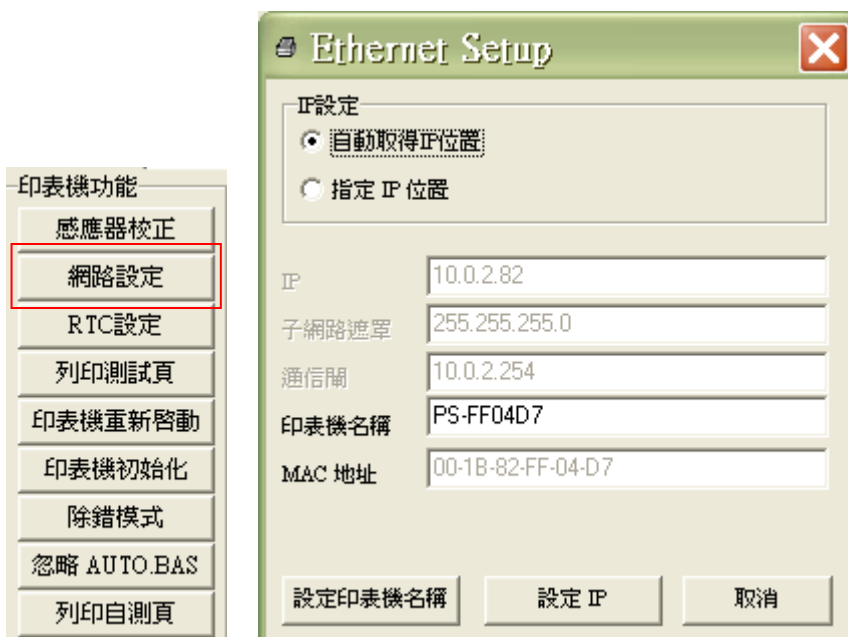 印表機功能
感應器校正
網路設定
RTC設定
列印測試頁
印表機重新啓動
印表機初始化
除錯模式
忽略 AUTO.BAS
列印自測頁
Ethernet Setup
IP設定
自動取得IP位置
指定 IP 位置
IP 10.0.2.82
子網路遮罩 255.255.255.0
通信閘 10.0.2.254
印表機名稱 PS-FF04D7
MAC 地址 00-1B-82-FF-04-D7
設定印表機名稱 設定 IP 取消